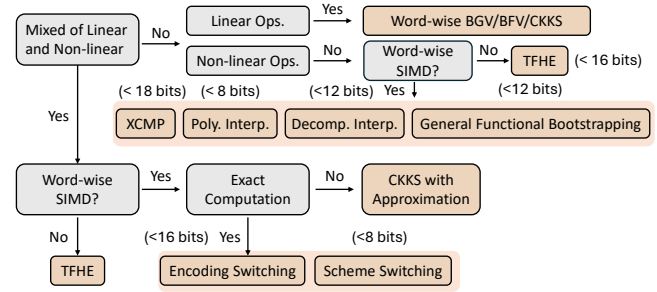 Mixed of Linear
and Non-linear
No
Linear Ops.
Yes
Word-wise BGV/BFV/CKKS
Non-linear Ops.
No
Word-wise
SIMD?
No
TFHE
(< 16 bits)
Yes
(< 18 bits)
(< 8 bits)
(<12 bits)
Yes
(<12 bits)
XCMP
Poly. Interp.
Decomp. Interp.
General Functional Bootstrapping
Word-wise
SIMD?
Yes
Exact
Computation
No
CKKS with
Approximation
No
(<16 bits)
Yes
(<8 bits)
TFHE
Encoding Switching
Scheme Switching